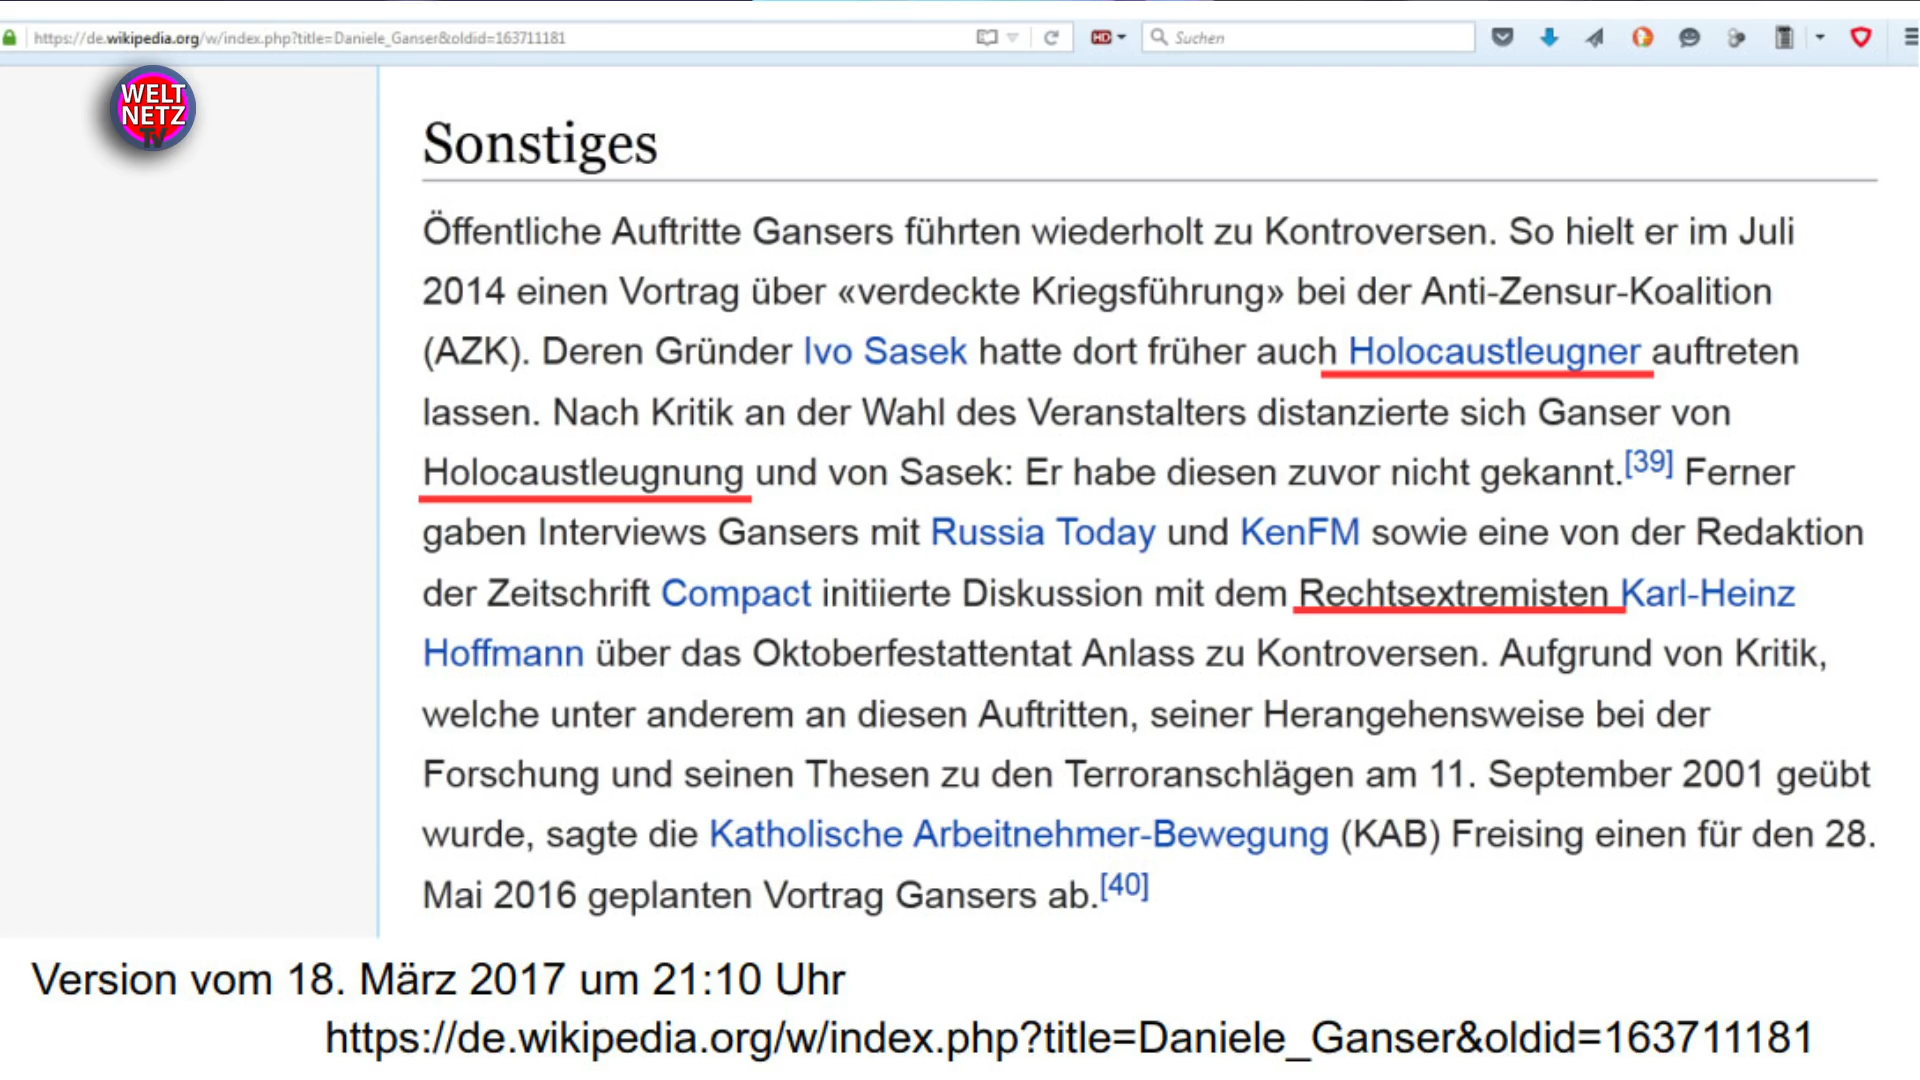 https://de.wikipedia.org/w/index.php?title=Daniele_Ganser&oldid=163711181
HD
Suchen
WELT
NETZ
TV
Sonstiges
Öffentliche Auftritte Gansers führten wiederholt zu Kontroversen. So hielt er im Juli
2014 einen Vortrag über «verdeckte Kriegsführung» bei der Anti-Zensur-Koalition
(AZK). Deren Gründer Ivo Sasek hatte dort früher auch Holocaustleugner auftreten
lassen. Nach Kritik an der Wahl des Veranstalters distanzierte sich Ganser von
Holocaustleugnung und von Sasek: Er habe diesen zuvor nicht gekannt.[39] Ferner
gaben Interviews Gansers mit Russia Today und KenFM sowie eine von der Redaktion
der Zeitschrift Compact initiierte Diskussion mit dem Rechtsextremisten Karl-Heinz
Hoffmann über das Oktoberfestattentat Anlass zu Kontroversen. Aufgrund von Kritik,
welche unter anderem an diesen Auftritten, seiner Herangehensweise bei der
Forschung und seinen Thesen zu den Terroranschlägen am 11. September 2001 geübt
wurde, sagte die Katholische Arbeitnehmer-Bewegung (KAB) Freising einen für den 28.
Mai 2016 geplanten Vortrag Gansers ab.[40]
Version vom 18. März 2017 um 21:10 Uhr
https://de.wikipedia.org/w/index.php?title=Daniele_Ganser&oldid=163711181